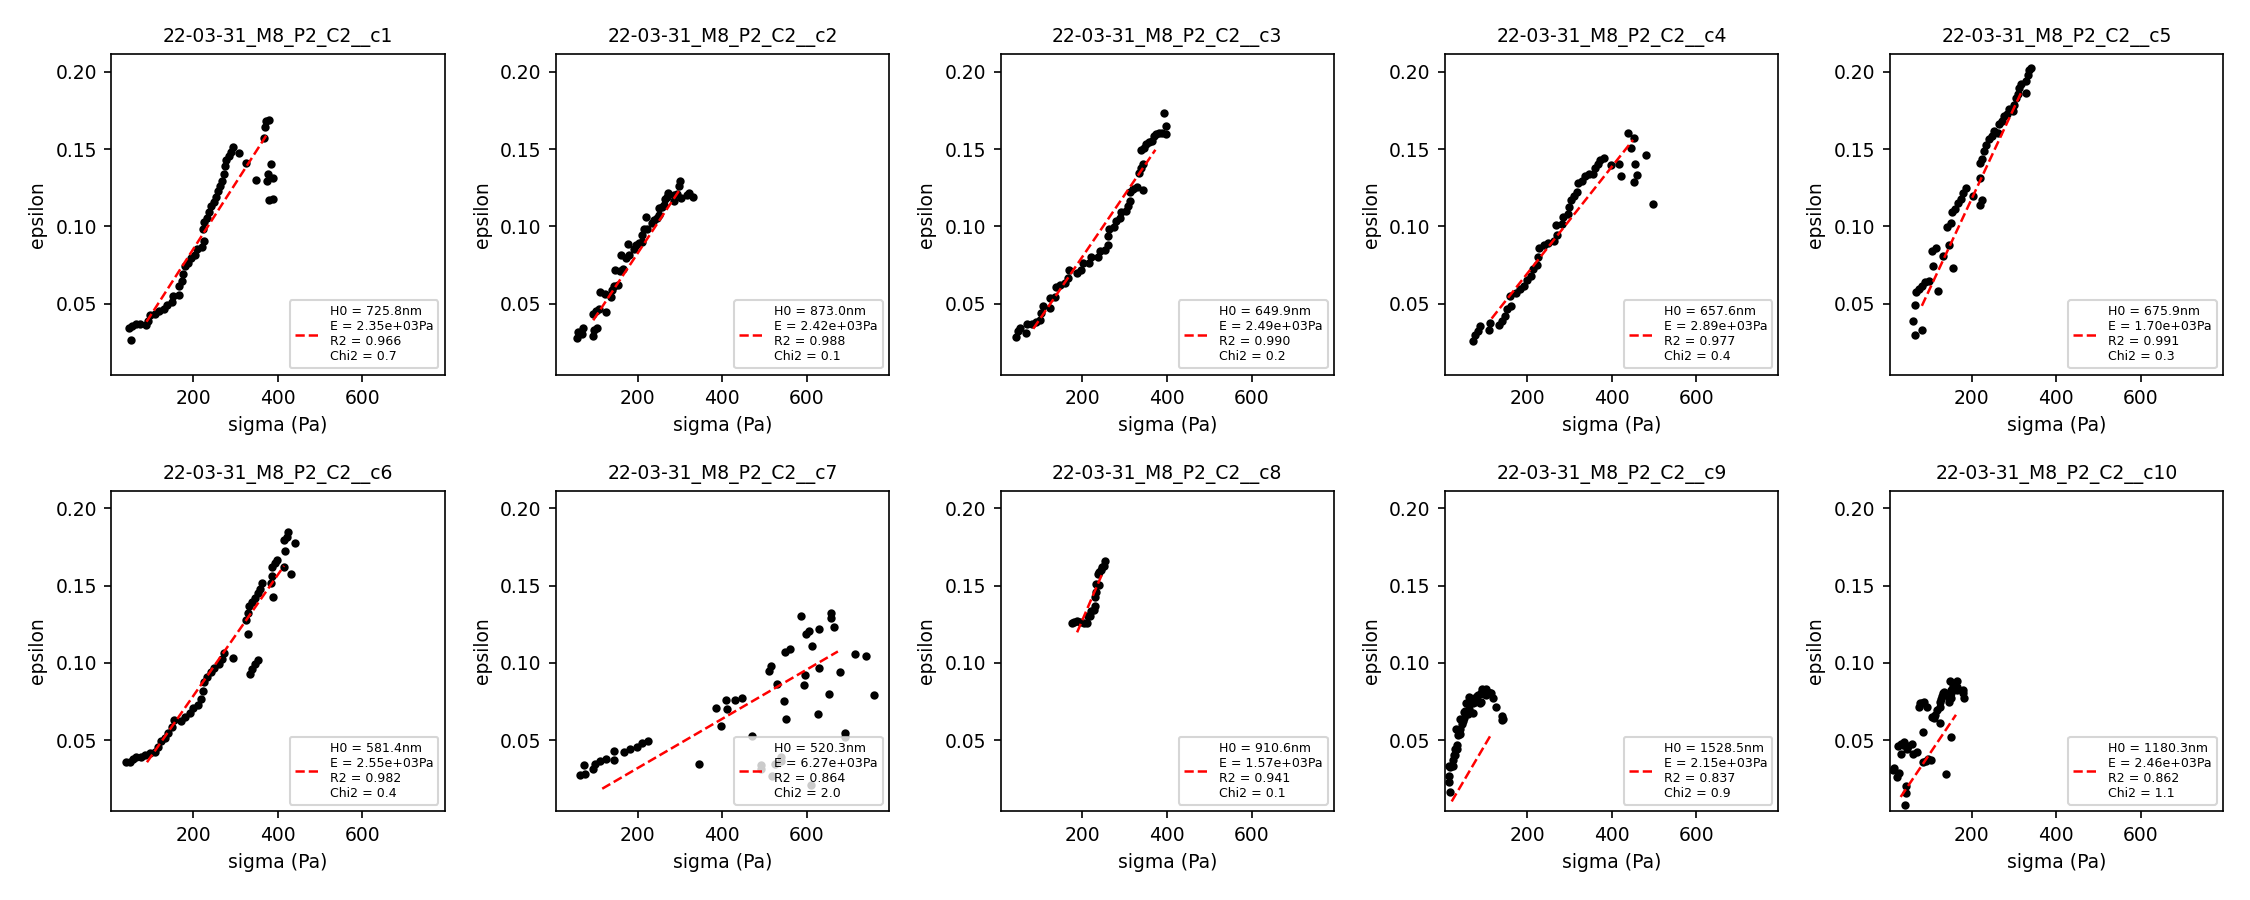 22-03-31_M8_P2_C2__c1
22-03-31_M8_P2_C2__c2
22-03-31_M8_P2_C2__c3
22-03-31_M8_P2_C2__c4
22-03-31_M8_P2_C2__c5
epsilon
0.20
0.15
0.10
0.05
H0 = 725.8nm
E = 2.35e+03Pa
R2 = 0.966
Chi2 = 0.7
200
400
600
sigma (Pa)
epsilon
0.20
0.15
0.10
0.05
H0 = 873.0nm
E = 2.42e+03Pa
R2 = 0.988
Chi2 = 0.1
200
400
600
sigma (Pa)
epsilon
0.20
0.15
0.10
0.05
H0 = 649.9nm
E = 2.49e+03Pa
R2 = 0.990
Chi2 = 0.2
200
400
600
sigma (Pa)
epsilon
0.20
0.15
0.10
0.05
H0 = 657.6nm
E = 2.89e+03Pa
R2 = 0.977
Chi2 = 0.4
200
400
600
sigma (Pa)
epsilon
0.20
0.15
0.10
0.05
H0 = 675.9nm
E = 1.70e+03Pa
R2 = 0.991
Chi2 = 0.3
200
400
600
sigma (Pa)
22-03-31_M8_P2_C2__c6
22-03-31_M8_P2_C2__c7
22-03-31_M8_P2_C2__c8
22-03-31_M8_P2_C2__c9
22-03-31_M8_P2_C2__c10
epsilon
0.20
0.15
0.10
0.05
H0 = 581.4nm
E = 2.55e+03Pa
R2 = 0.982
Chi2 = 0.4
200
400
600
sigma (Pa)
epsilon
0.20
0.15
0.10
0.05
H0 = 520.3nm
E = 6.27e+03Pa
R2 = 0.864
Chi2 = 2.0
200
400
600
sigma (Pa)
epsilon
0.20
0.15
0.10
0.05
H0 = 910.6nm
E = 1.57e+03Pa
R2 = 0.941
Chi2 = 0.1
200
400
600
sigma (Pa)
epsilon
0.20
0.15
0.10
0.05
H0 = 1528.5nm
E = 2.15e+03Pa
R2 = 0.837
Chi2 = 0.9
200
400
600
sigma (Pa)
epsilon
0.20
0.15
0.10
0.05
H0 = 1180.3nm
E = 2.46e+03Pa
R2 = 0.862
Chi2 = 1.1
200
400
600
sigma (Pa)